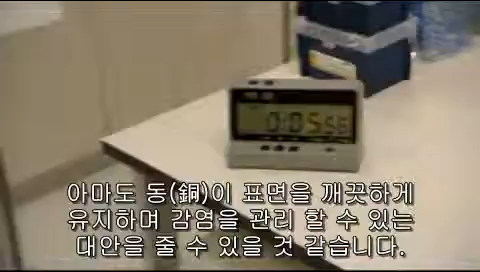 아마도 동(銅)이 표면을 깨끗하게
유지하며 감염을 관리 할 수 있는
대안을 줄 수 있을 것 같습니다.